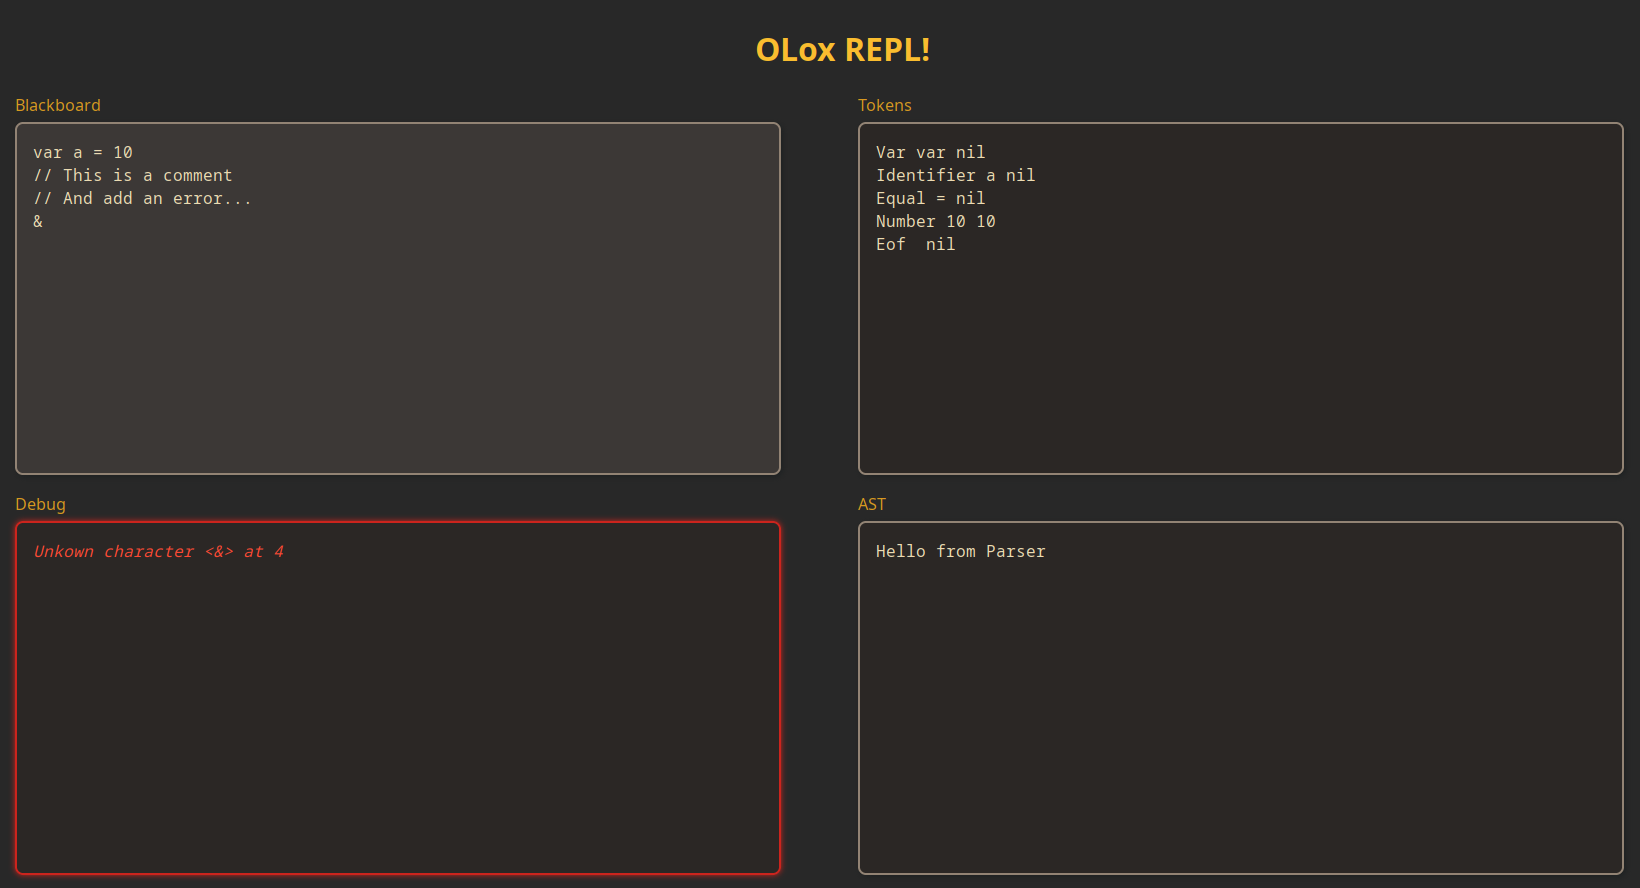 OLox REPL!
Blackboard
var a = 10
// This is a comment
// And add an error...
&
Tokens
Var var nil
Identifier a nil
Equal = nil
Number 10 10
Eof  nil
Debug
Unkown character <&> at 4
AST
Hello from Parser